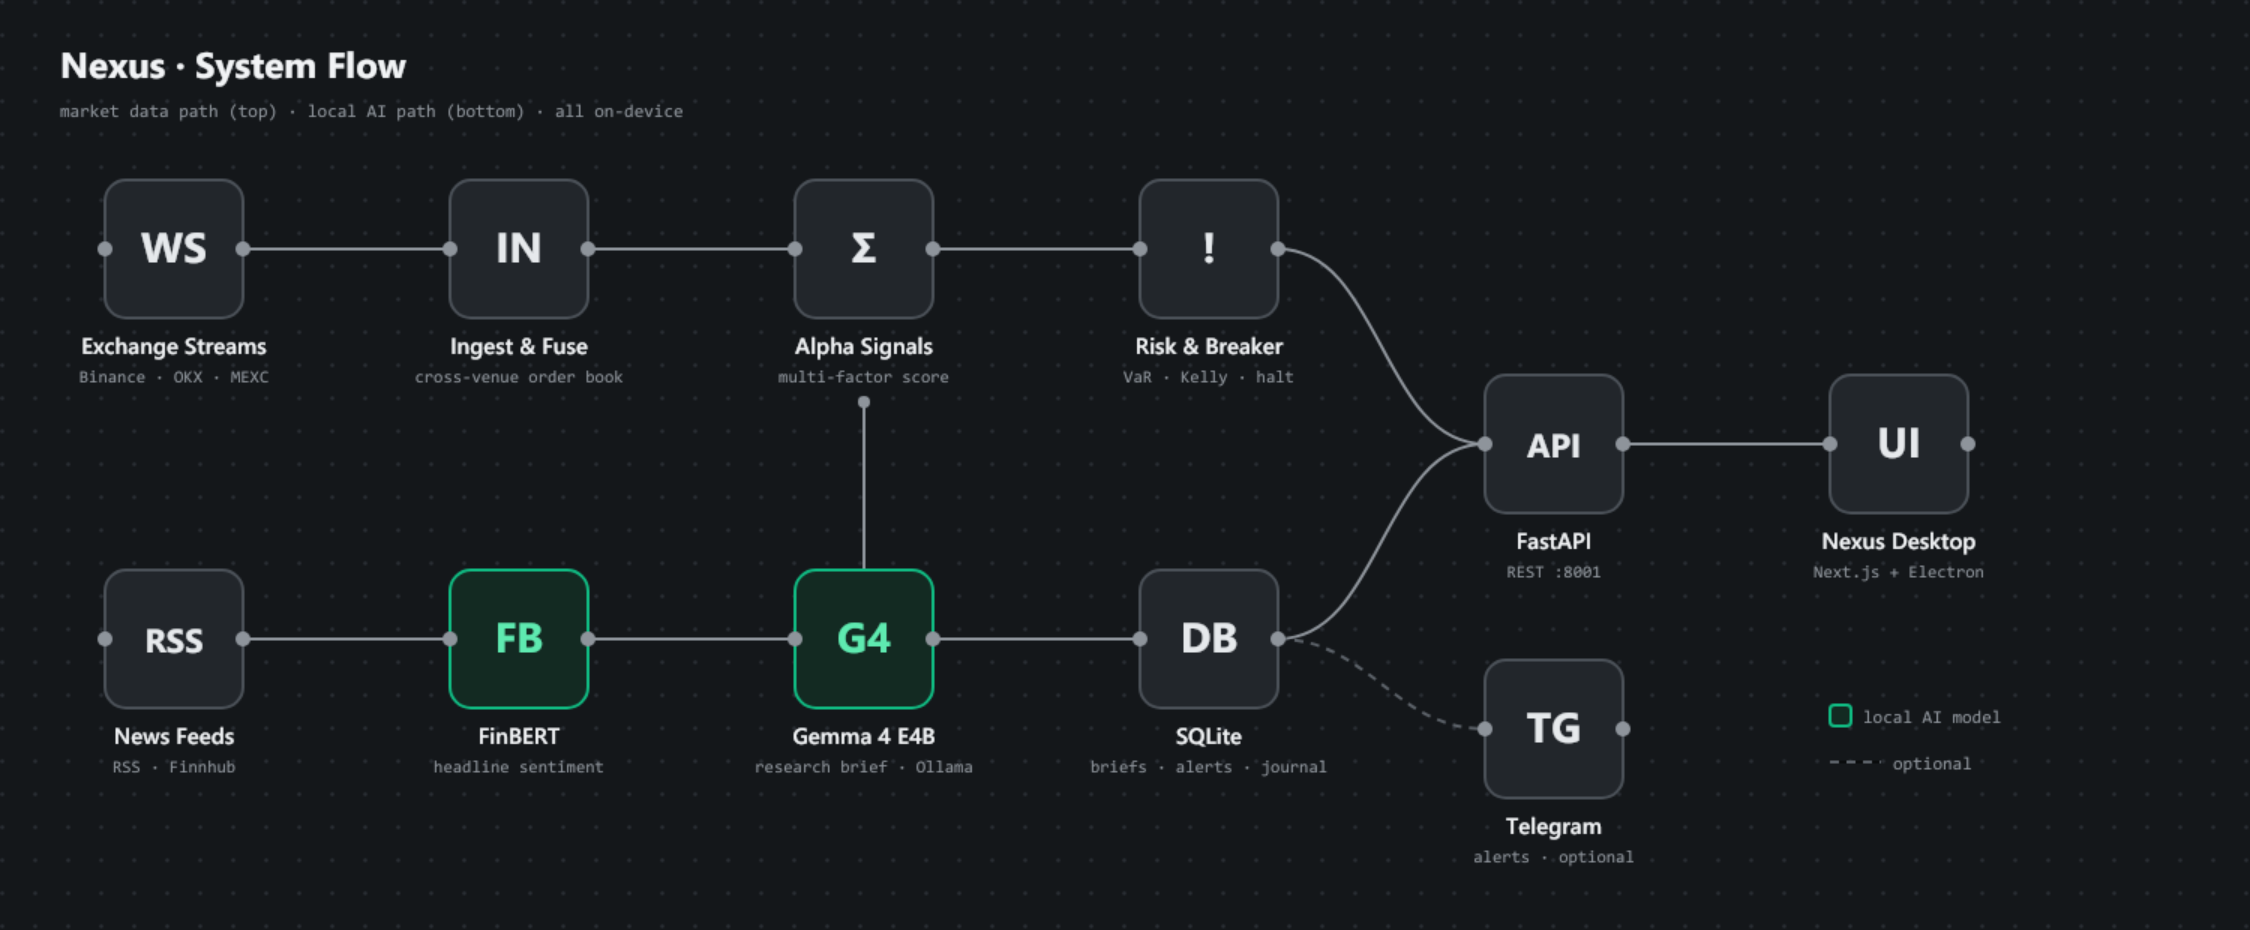 Nexus · System Flow
market data path (top) · local AI path (bottom) · all on-device
WS
Exchange Streams
Binance · OKX · MEXC
IN
Ingest & Fuse
cross-venue order book
Σ
Alpha Signals
multi-factor score
!
Risk & Breaker
VaR · Kelly · halt
API
FastAPI
REST :8001
UI
Nexus Desktop
Next.js + Electron
RSS
News Feeds
RSS · Finnhub
FB
FinBERT
headline sentiment
G4
Gemma 4 E4B
research brief · Ollama
DB
SQLite
briefs · alerts · journal
TG
Telegram
alerts · optional
local AI model
optional